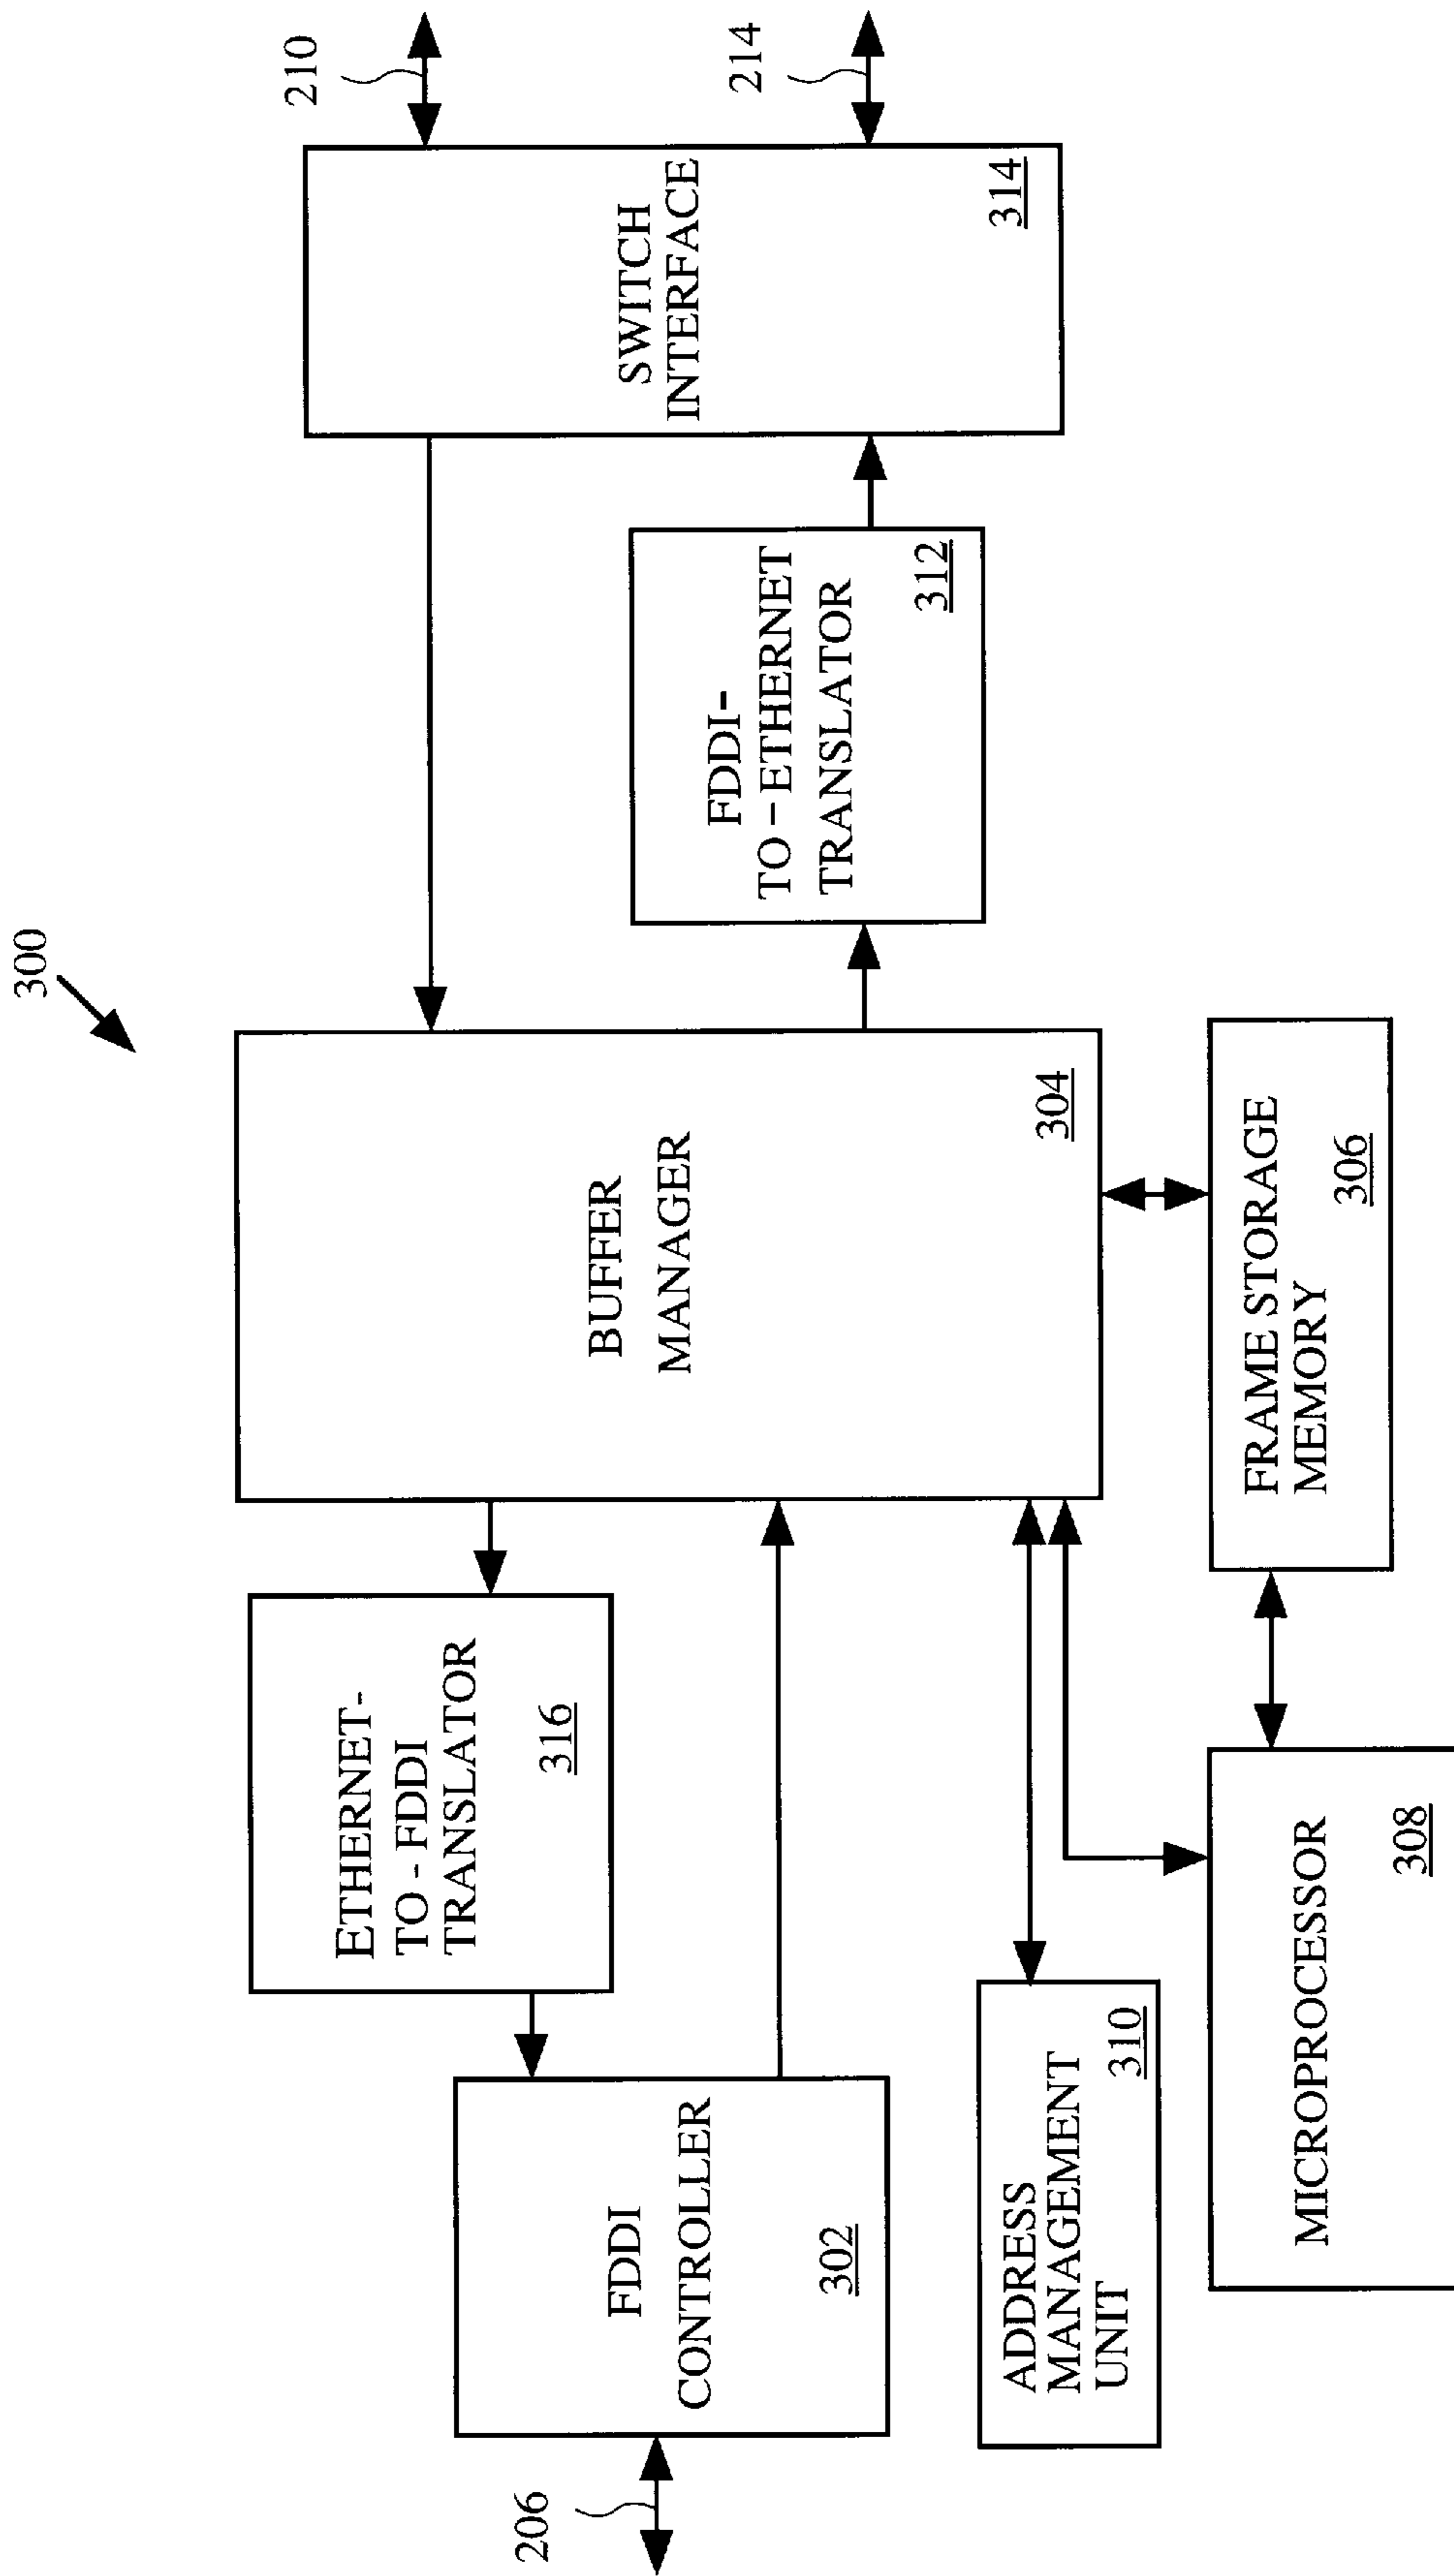 300
206
FDDI
CONTROLLER
302
ETHERNET-
TO - FDDI
TRANSLATOR
316
BUFFER
MANAGER
304
FDDI-
TO - ETHERNET
TRANSLATOR
312
SWITCH
INTERFACE
314
210
214
ADDRESS
MANAGEMENT
UNIT
310
MICROPROCESSOR
308
FRAME STORAGE
MEMORY
306